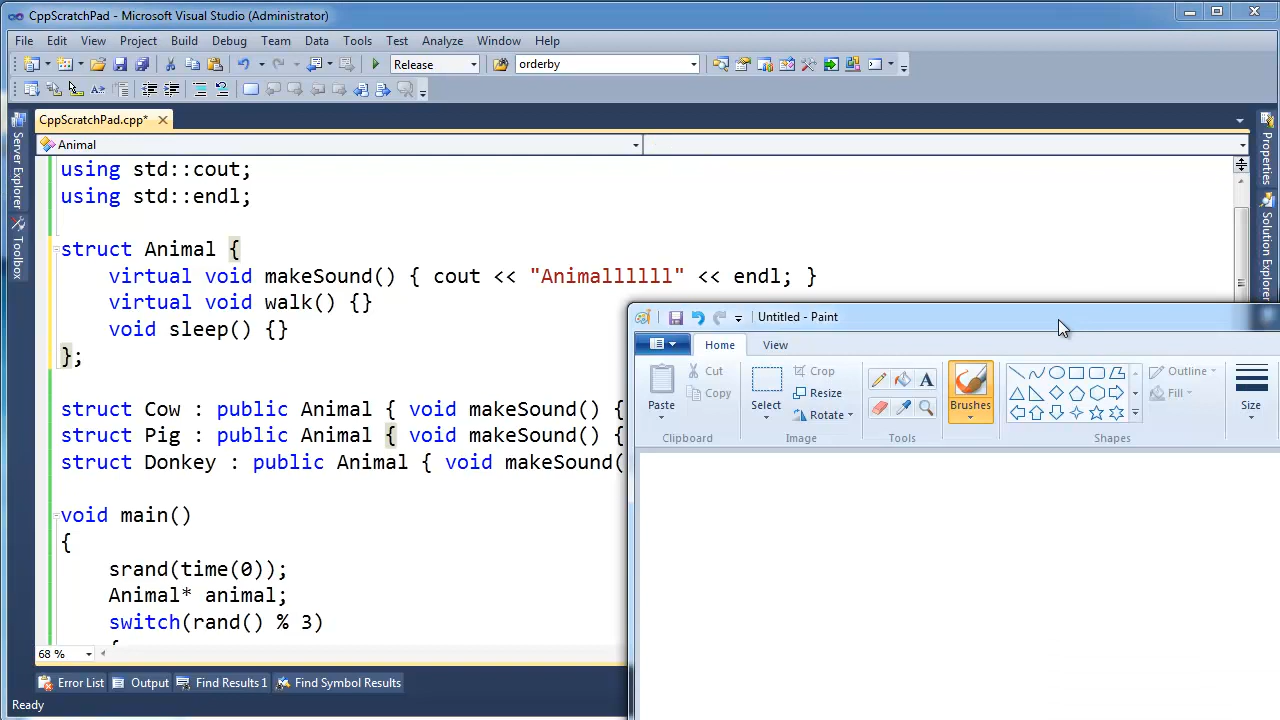 CppScratchPad - Microsoft Visual Studio (Administrator)
File Edit View Project Build Debug Team Data Tools Test Analyze Window Help
Release orderby
CppScratchPad.cpp*
Animal
using std::cout;
using std::endl;
struct Animal {
virtual void makeSound() { cout << "Animallllll" << endl; }
virtual void walk() {}
void sleep() {}
};
struct Cow : public Animal { void makeSound() {
struct Pig : public Animal { void makeSound() {
struct Donkey : public Animal { void makeSound(
void main()
{
srand(time(0));
Animal* animal;
switch(rand() % 3)
{
68 %
Error List Output Find Results 1 Find Symbol Results
Ready
Server Explorer
Toolbox
Properties
Solution Explorer
Untitled - Paint
Home View
Paste
Cut
Copy
Clipboard
Select
Crop
Resize
Rotate
Image
A
Tools
Brushes
Outline
Fill
Shapes
Size